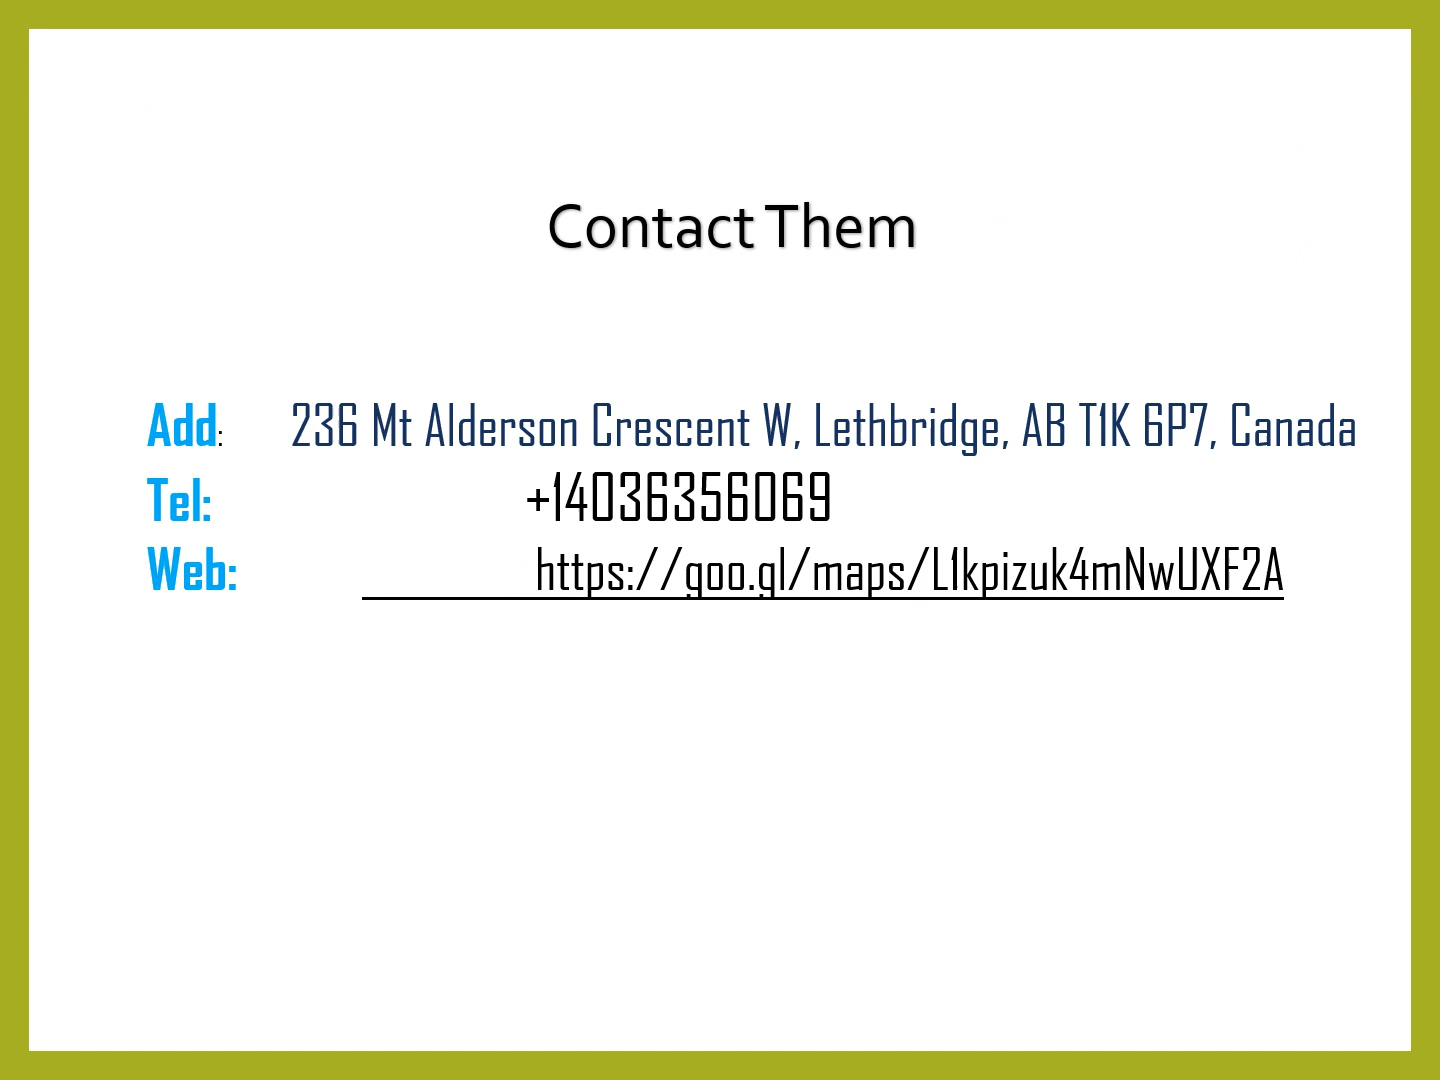 Contact Them
Add: 236 Mt Alderson Crescent W, Lethbridge, AB T1K 6P7, Canada
Tel: +14036356069
Web: https://goo.gl/maps/L1kpizuk4mNwUXF2A